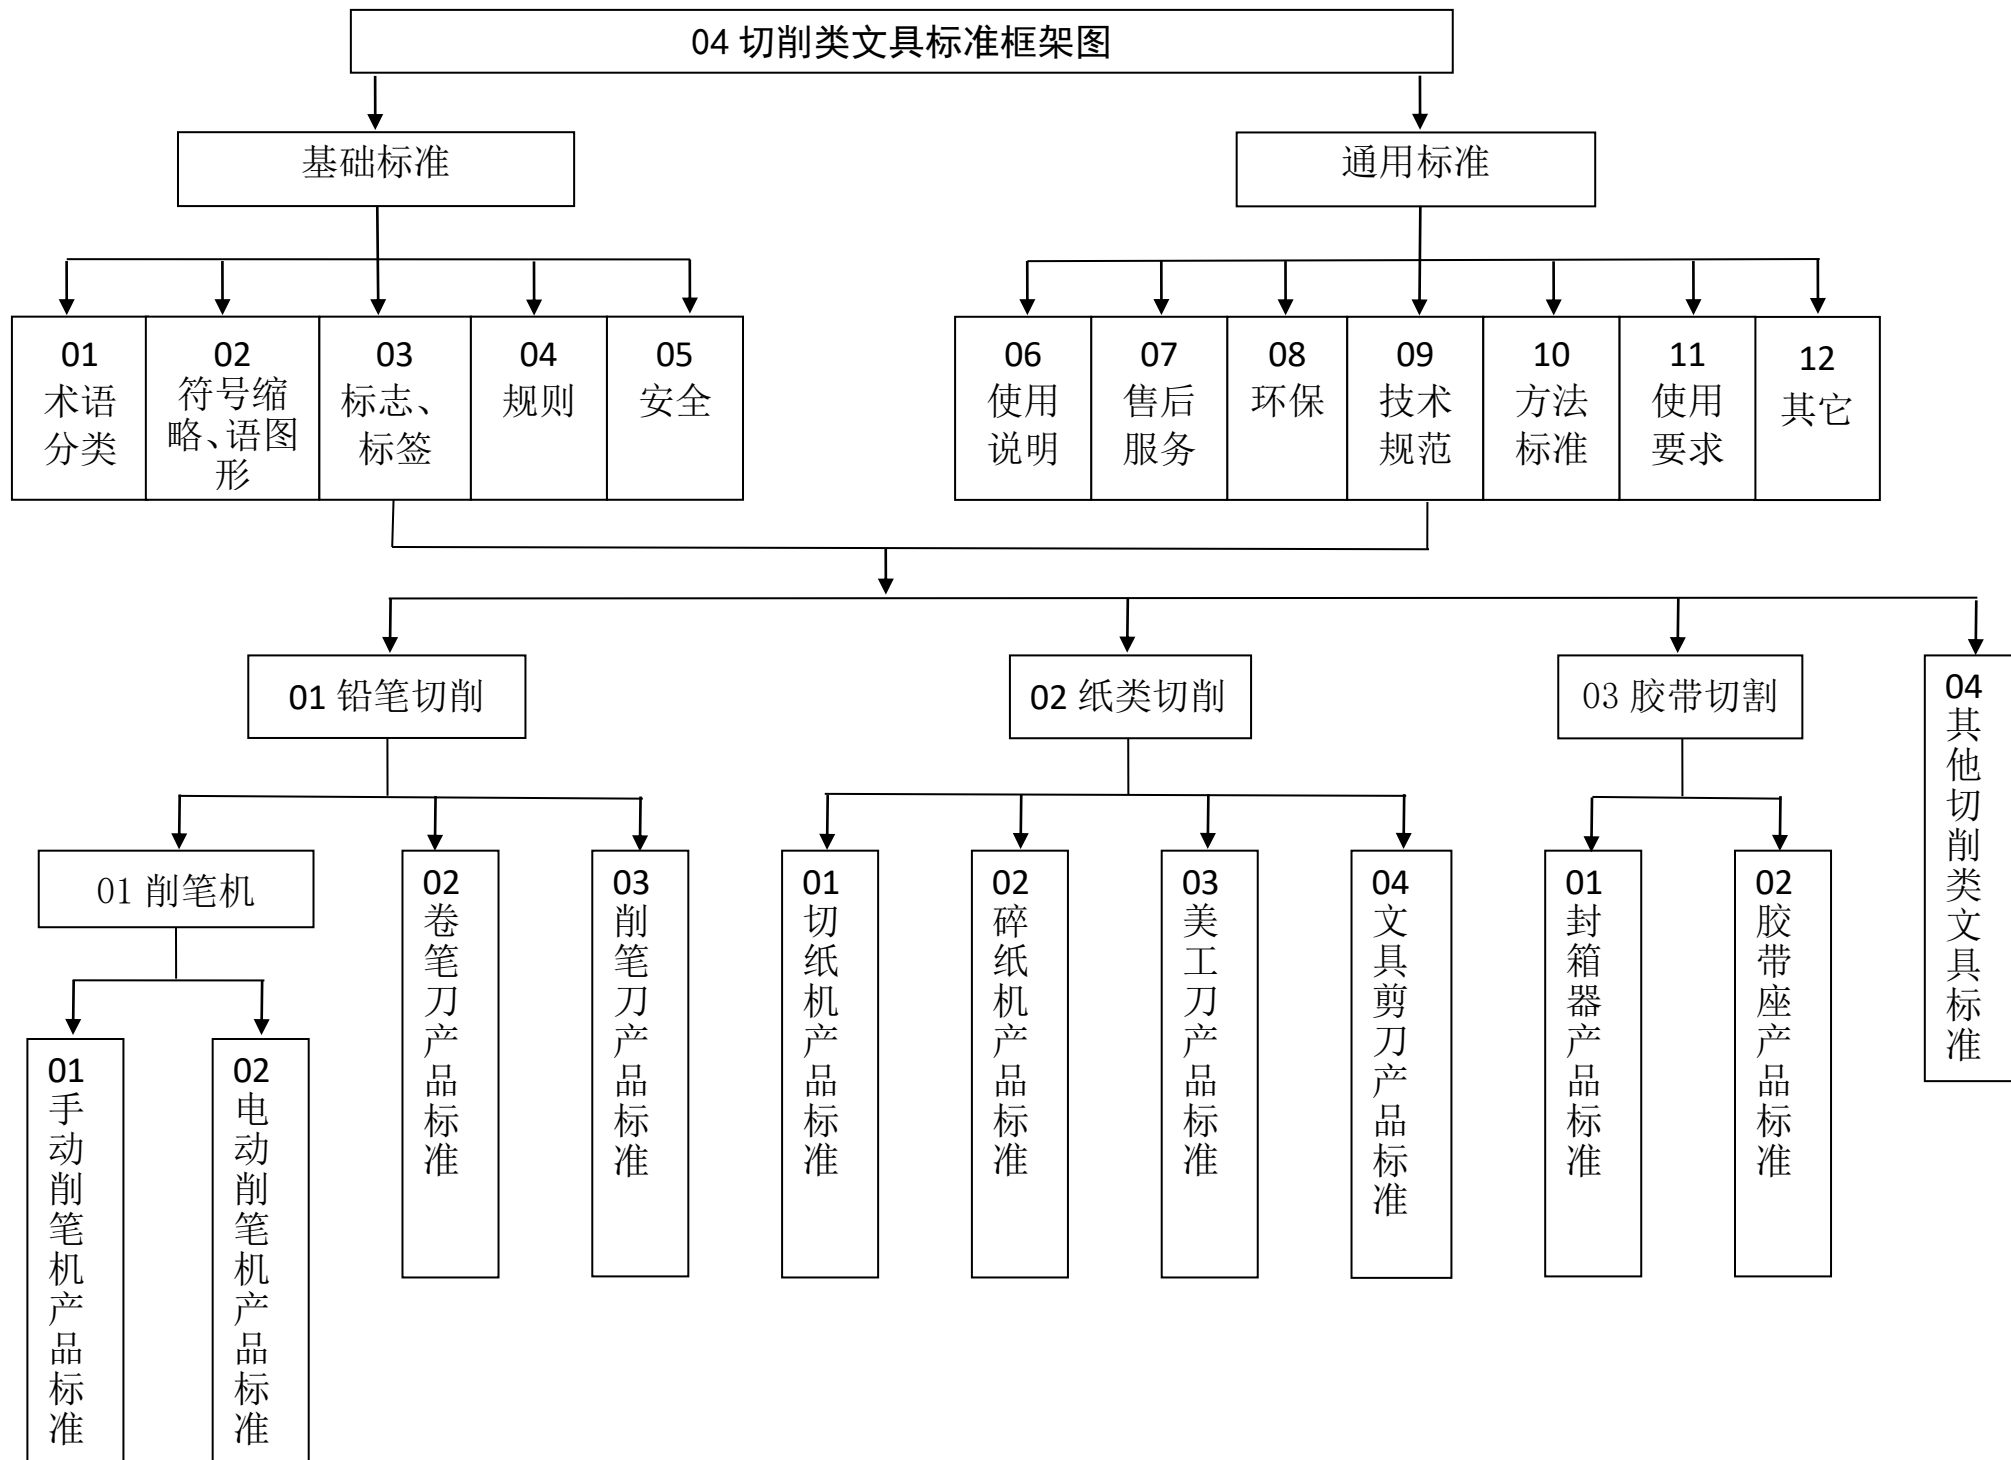 04 切削类文具标准框架图
基础标准
通用标准
01
术语
分类
02
符号缩
略、语图
形
03
标志、
标签
04
规则
05
安全
06
使用
说明
07
售后
服务
08
环保
09
技术
规范
10
方法
标准
11
使用
要求
12
其它
01 铅笔切削
02 纸类切削
03 胶带切割
04
其他切削类文具标准
01 削笔机
02
卷笔刀产品标准
03
削笔刀产品标准
01
切纸机产品标准
02
碎纸机产品标准
03
美工刀产品标准
04
文具剪刀产品标准
01
封箱器产品标准
02
胶带座产品标准
01
手动削笔机产品标准
02
电动削笔机产品标准